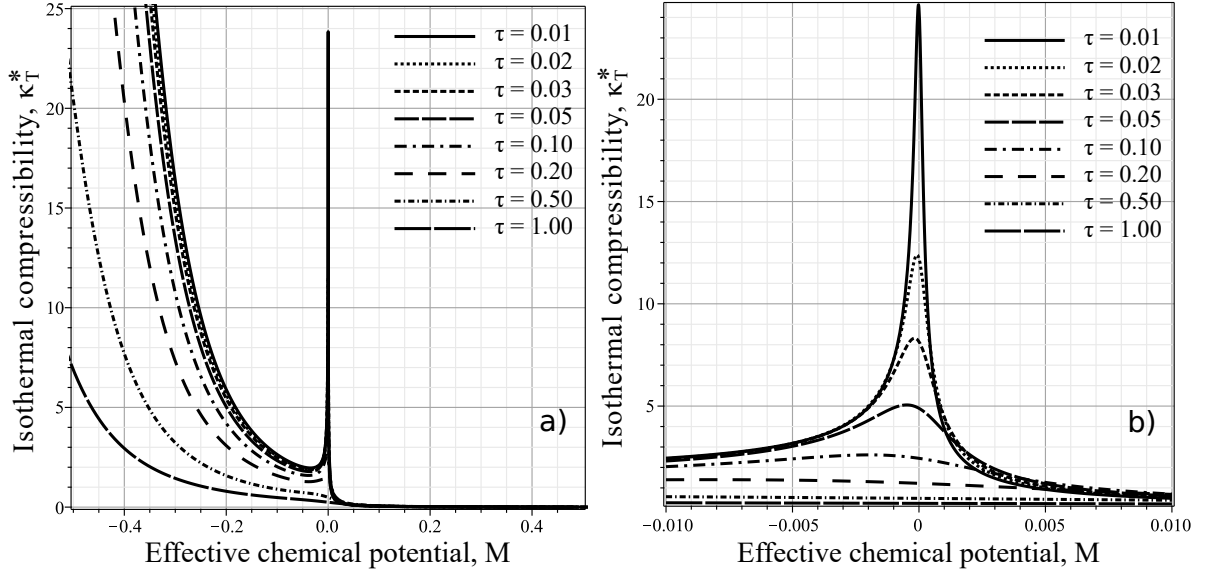 Isothermal compressibility, κ*T
25
20
15
10
5
0
−0.4
−0.2
0.0
0.2
0.4
Effective chemical potential, M
τ = 0.01
τ = 0.02
τ = 0.03
τ = 0.05
τ = 0.10
τ = 0.20
τ = 0.50
τ = 1.00
a)
Isothermal compressibility, κ*T
20
15
10
5
−0.010
−0.005
0
0.005
0.010
Effective chemical potential, M
τ = 0.01
τ = 0.02
τ = 0.03
τ = 0.05
τ = 0.10
τ = 0.20
τ = 0.50
τ = 1.00
b)